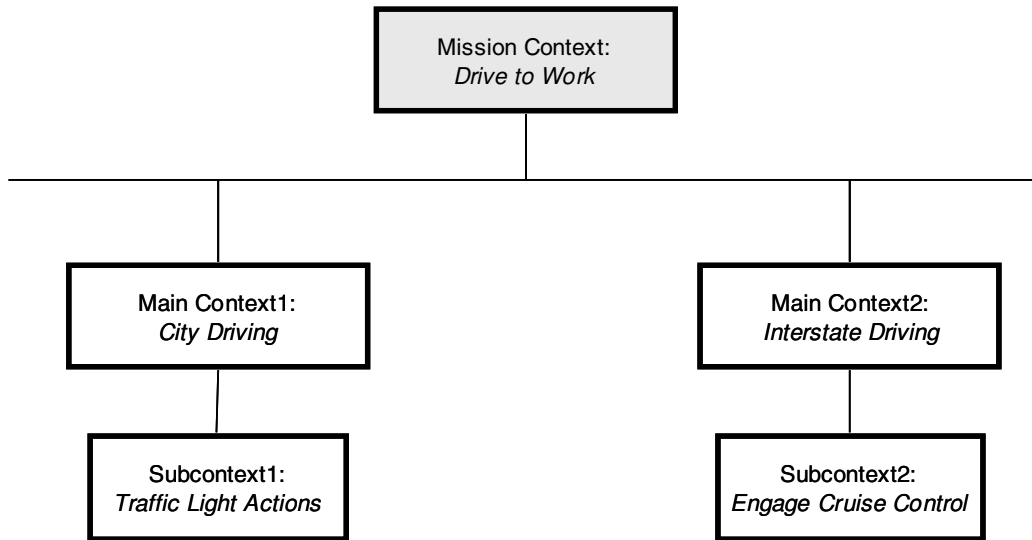 Mission Context:
Drive to Work
Main Context1:
City Driving
Main Context2:
Interstate Driving
Subcontext1:
Traffic Light Actions
Subcontext2:
Engage Cruise Control